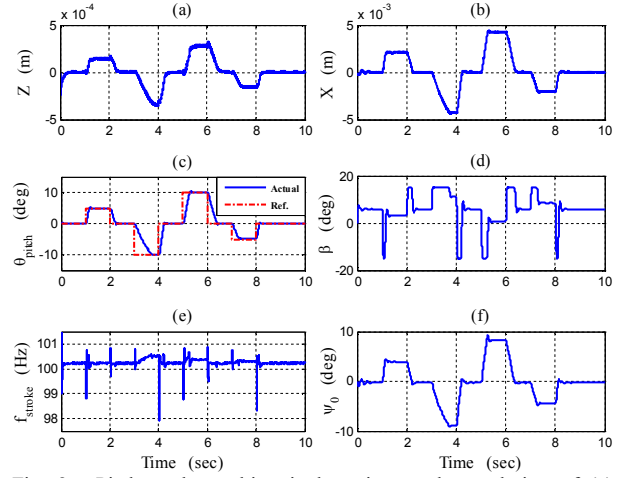 (a)
x 10⁻⁴
5
0
-5
Z (m)
0 2 4 6 8 10
(b)
x 10⁻³
5
0
-5
X (m)
0 2 4 6 8 10
(c)
10
0
-10
θpitch (deg)
Actual
Ref.
0 2 4 6 8 10
(d)
20
0
-20
β (deg)
0 2 4 6 8 10
(e)
101
100
99
98
fstroke (Hz)
0 2 4 6 8 10
Time (sec)
(f)
10
0
-10
ψ0 (deg)
0 2 4 6 8 10
Time (sec)